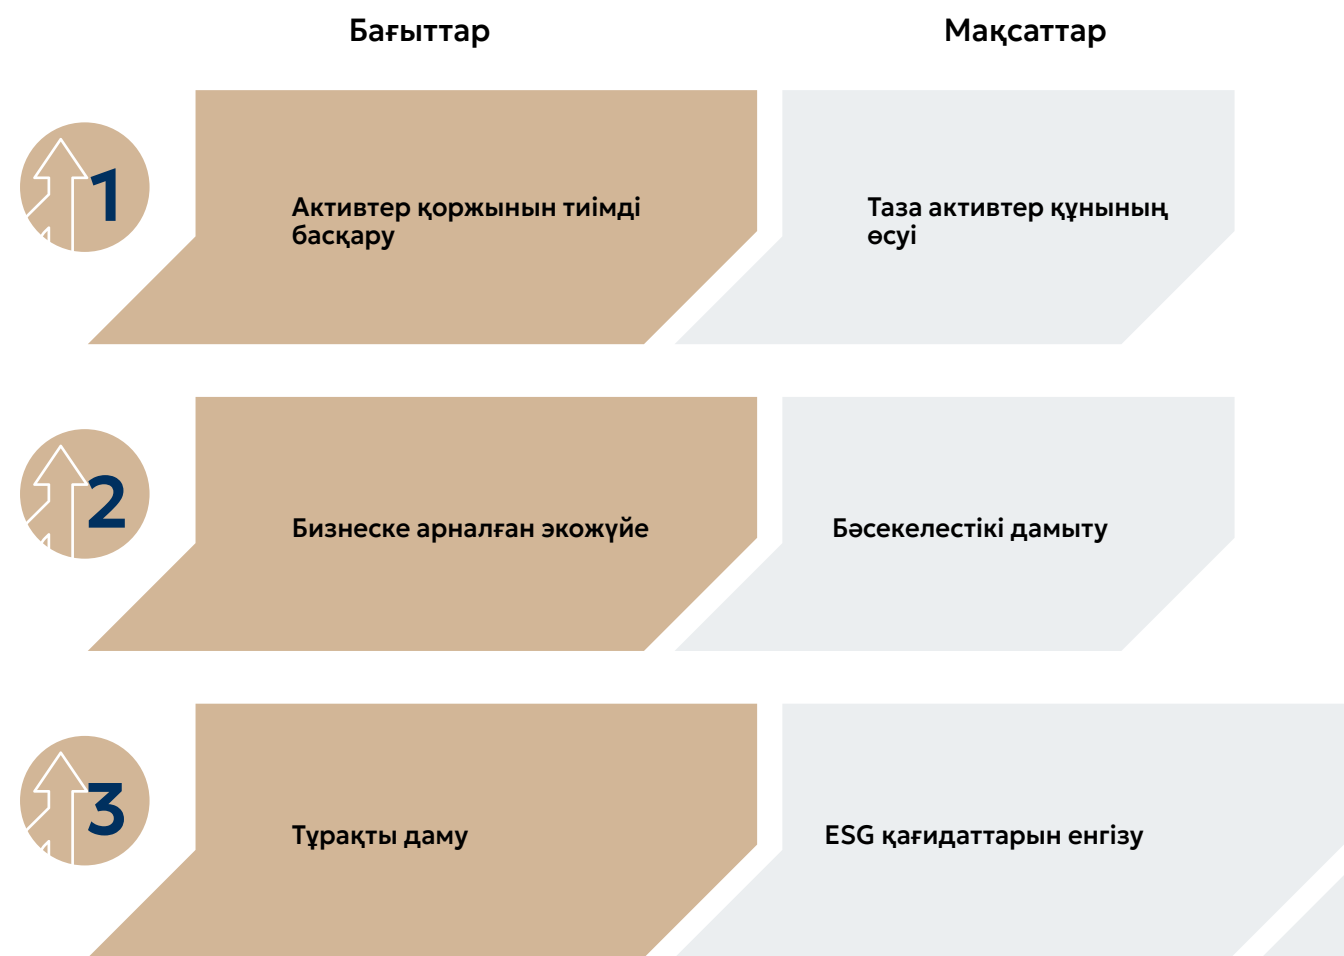 Бағыттар
Мақсаттар
1
Активтер қоржынын тиімді
басқару
Таза активтер құнының
өсуі
2
Бизнеске арналған экожүйе
Бәсекелестікі дамыту
3
Тұрақты даму
ESG қағидаттарын енгізу